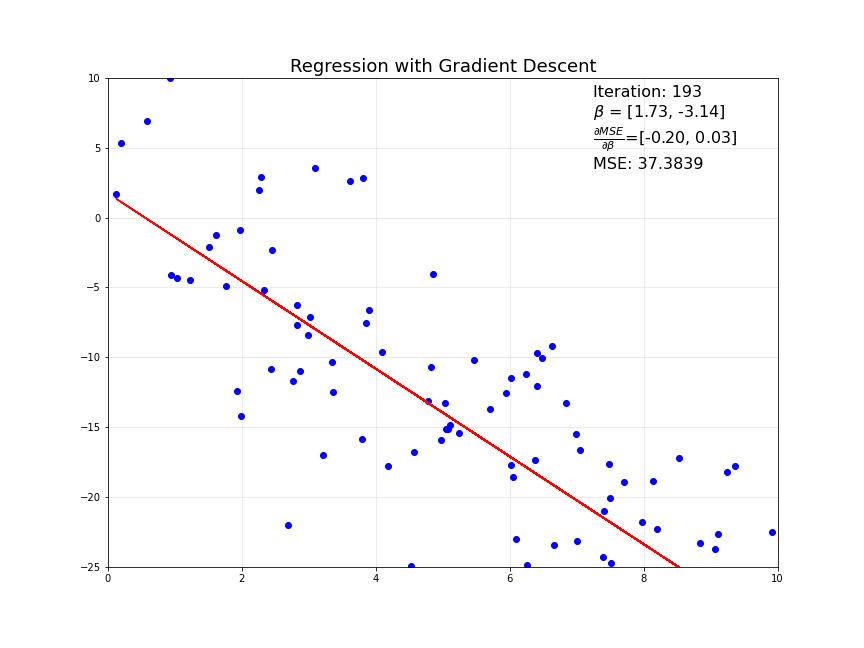 Regression with Gradient Descent
Iteration: 193
β = [1.73, -3.14]
∂MSE/∂β=[-0.20, 0.03]
MSE: 37.3839
10
5
0
−5
−10
−15
−20
−25
0 2 4 6 8 10